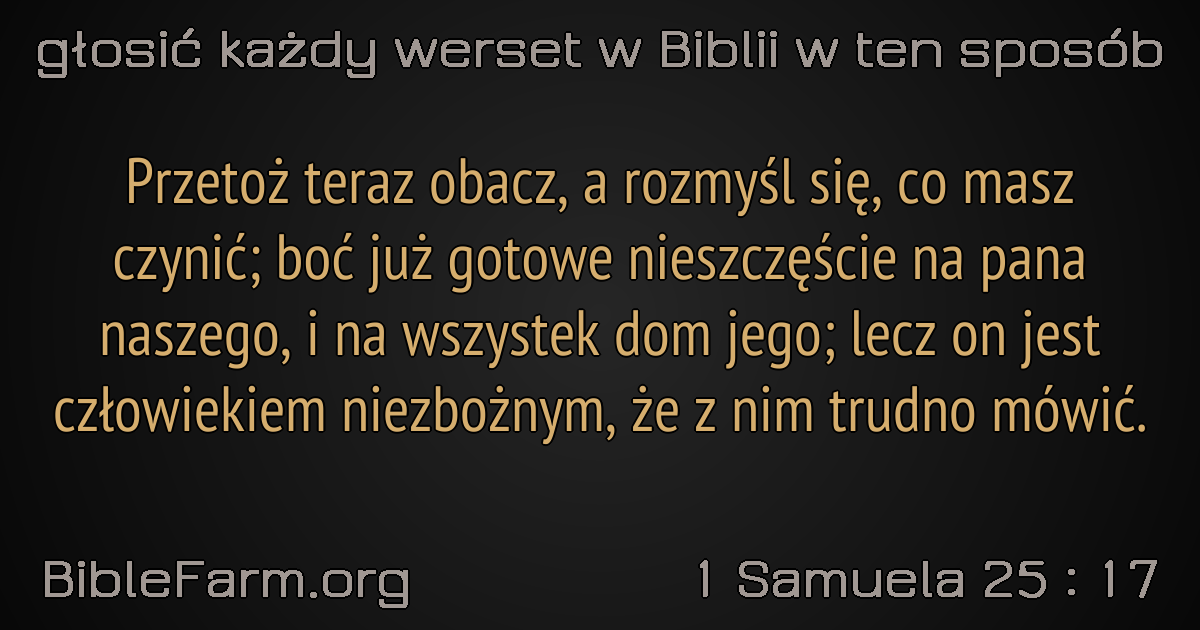 głosić każdy werset w Biblii w ten sposób
Przetoż teraz obacz, a rozmyśl się, co masz
czynić; boć już gotowe nieszczęście na pana
naszego, i na wszystek dom jego; lecz on jest
człowiekiem niezbożnym, że z nim trudno mówić.
BibleFarm.org
1 Samuela 25 : 17